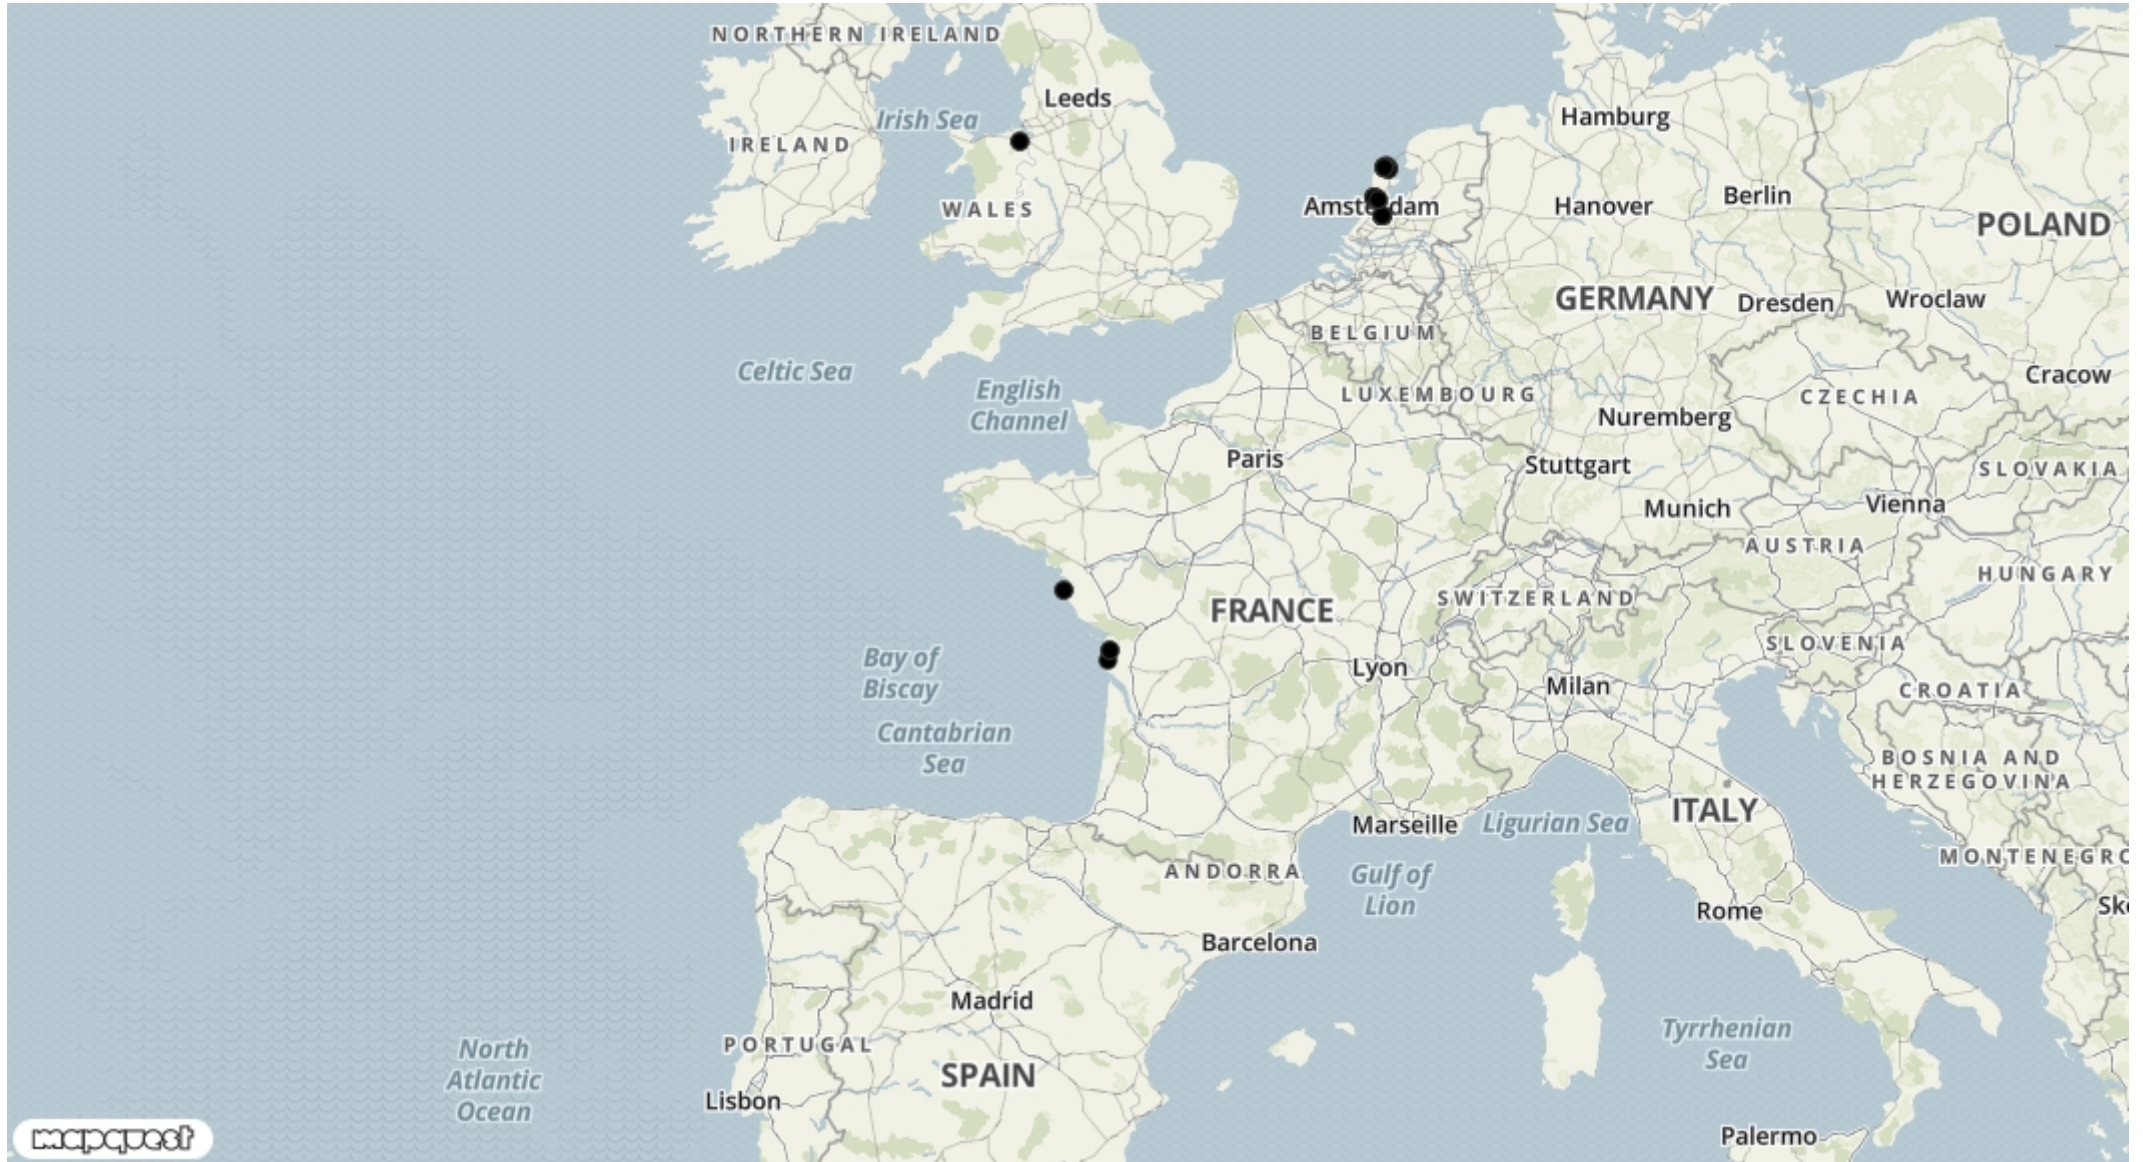 NORTHERN IRELAND
Leeds
Irish Sea
IRELAND
Hamburg
WALES
Amsterdam
Hanover
Berlin
POLAND
GERMANY
Dresden
Wroclaw
BELGIUM
Celtic Sea
English
Channel
LUXEMBOURG
Cracow
CZECHIA
Nuremberg
Paris
Stuttgart
SLOVAKIA
Munich
Vienna
AUSTRIA
HUNGARY
SWITZERLAND
FRANCE
SLOVENIA
Bay of
Biscay
Lyon
Milan
CROATIA
Cantabrian
Sea
BOSNIA AND
HERZEGOVINA
ITALY
Marseille
Ligurian Sea
MONTENEGRO
ANDORRA
Gulf of
Lion
Rome
Sk
Barcelona
Madrid
Tyrrhenian
Sea
PORTUGAL
North
Atlantic
Ocean
SPAIN
Lisbon
Palermo
mapquest